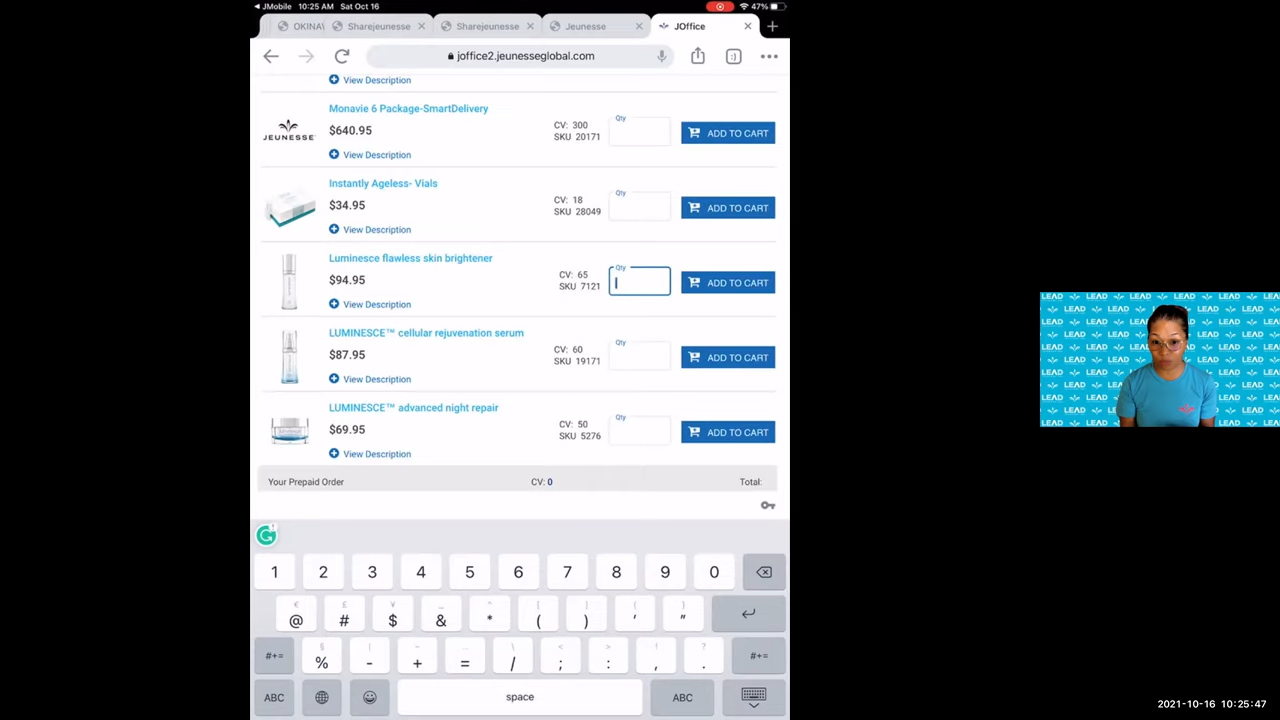 JMobile 10:25 AM Sat Oct 16 47%
OKINA Sharejeunesse Sharejeunesse Jeunesse JOffice
joffice2.jeunesseglobal.com
View Description
Monavie 6 Package-SmartDelivery
$640.95
CV: 300
SKU 20171
Qty
ADD TO CART
JEUNESSE
View Description
Instantly Ageless- Vials
$34.95
CV: 18
SKU 28049
Qty
ADD TO CART
View Description
Luminesce flawless skin brightener
$94.95
CV: 65
SKU 7121
Qty
ADD TO CART
View Description
LUMINESCE™ cellular rejuvenation serum
$87.95
CV: 60
SKU 19171
Qty
ADD TO CART
View Description
LUMINESCE™ advanced night repair
$69.95
CV: 50
SKU 5276
Qty
ADD TO CART
View Description
Your Prepaid Order CV: 0 Total:
1 2 3 4 5 6 7 8 9 0
@ # $ & * ( ) ' "
#+= % - + = / ; : , . #+=
ABC space ABC
LEAD LEAD LEAD LEAD
2021-10-16 10:25:47